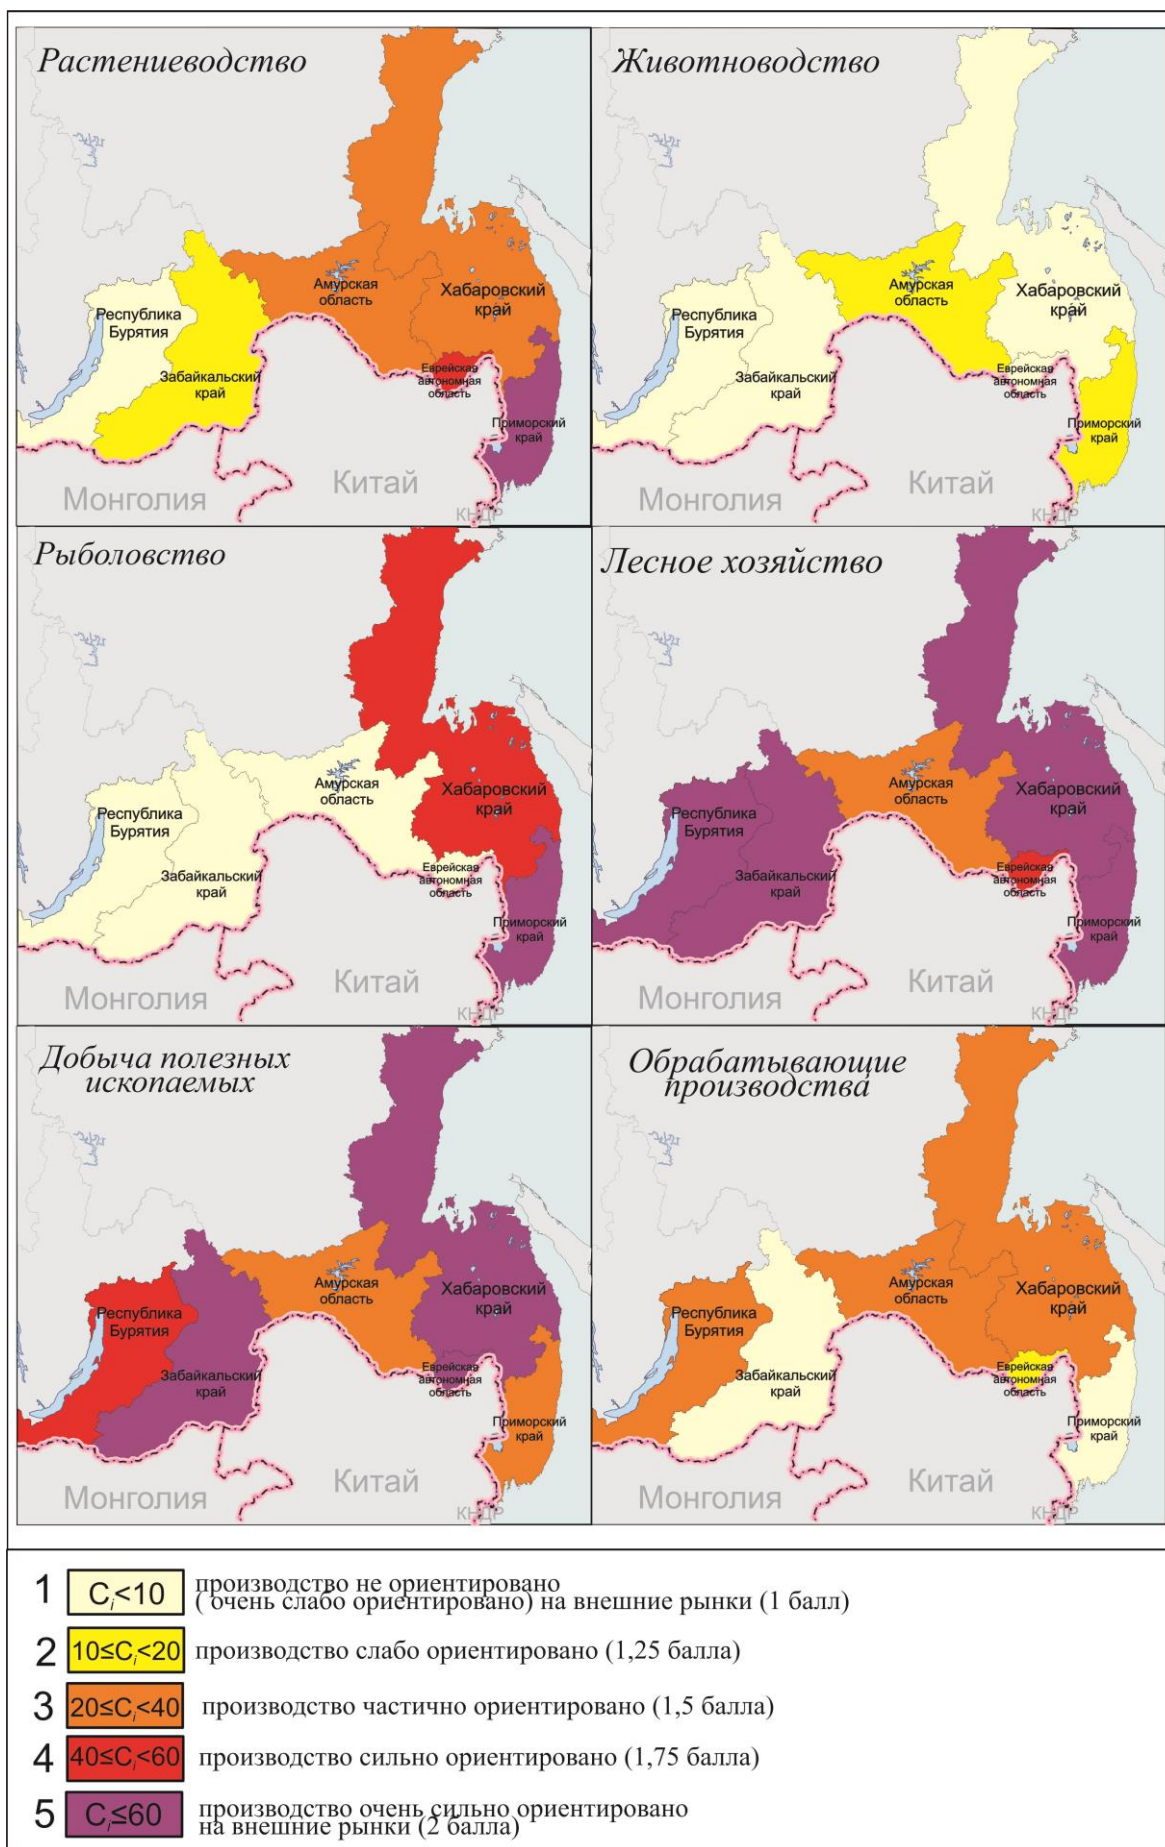 Растениеводство
Республика
Бурятия
Забайкальский
край
Амурская
область
Хабаровский
край
Еврейская
автономная
область
Приморский
край
Монголия
Китай
КНДР
Животноводство
Республика
Бурятия
Забайкальский
край
Амурская
область
Хабаровский
край
Еврейская
автономная
область
Приморский
край
Монголия
Китай
КНДР
Рыболовство
Республика
Бурятия
Забайкальский
край
Амурская
область
Хабаровский
край
Еврейская
автономная
область
Приморский
край
Монголия
Китай
КНДР
Лесное хозяйство
Республика
Бурятия
Забайкальский
край
Амурская
область
Хабаровский
край
Еврейская
автономная
область
Приморский
край
Монголия
Китай
КНДР
Добыча полезных
ископаемых
Республика
Бурятия
Забайкальский
край
Амурская
область
Хабаровский
край
Еврейская
автономная
область
Приморский
край
Монголия
Китай
КНДР
Обрабатывающие
производства
Республика
Бурятия
Забайкальский
край
Амурская
область
Хабаровский
край
Еврейская
автономная
область
Приморский
край
Монголия
Китай
КНДР
1 Ci<10 производство не ориентировано
( очень слабо ориентировано) на внешние рынки (1 балл)
2 10≤Ci<20 производство слабо ориентировано (1,25 балла)
3 20≤Ci<40 производство частично ориентировано (1,5 балла)
4 40≤Ci<60 производство сильно ориентировано (1,75 балла)
5 Ci≤60 производство очень сильно ориентировано
на внешние рынки (2 балла)